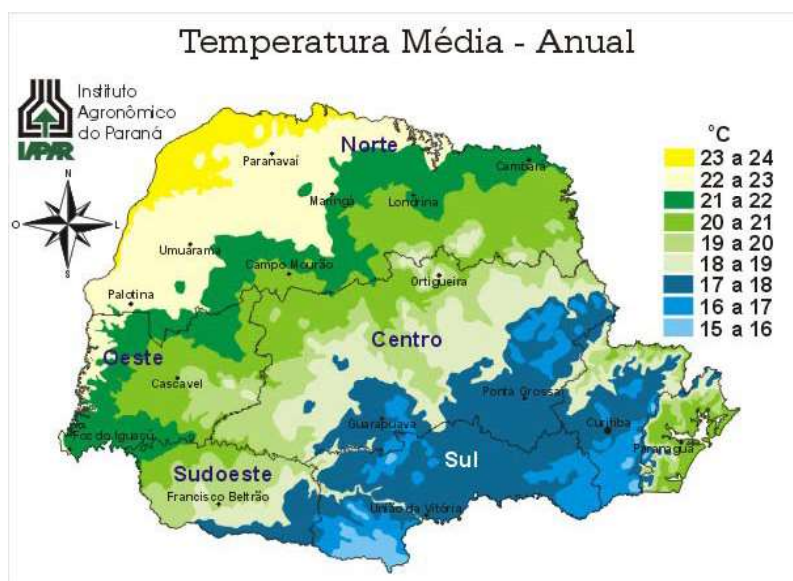 Temperatura Média - Anual
Instituto
Agronômico
do Paraná
IAPAR
N
O
L
S
°C
23 a 24
22 a 23
21 a 22
20 a 21
19 a 20
18 a 19
17 a 18
16 a 17
15 a 16
Norte
Paranavaí
Cambará
Maringá
Londrina
Umuarama
Campo Mourão
Ortigueira
Palotina
Centro
Oeste
Cascavel
Ponta Grossa
Guarapuava
Curitiba
Foz do Iguaçú
Paranaguá
Sul
Sudoeste
Francisco Beltrão
União da Vitória